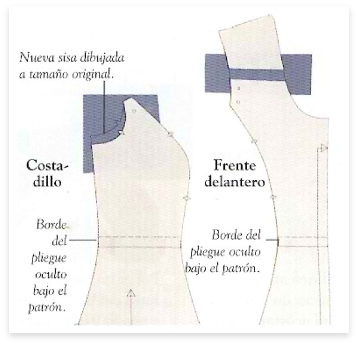 Nueva sisa dibujada
a tamaño original.
Costa-
dillo
Frente
delantero
Borde
del
pliegue
oculto
bajo el
patrón.
Borde del
pliegue oculto
bajo el patrón.